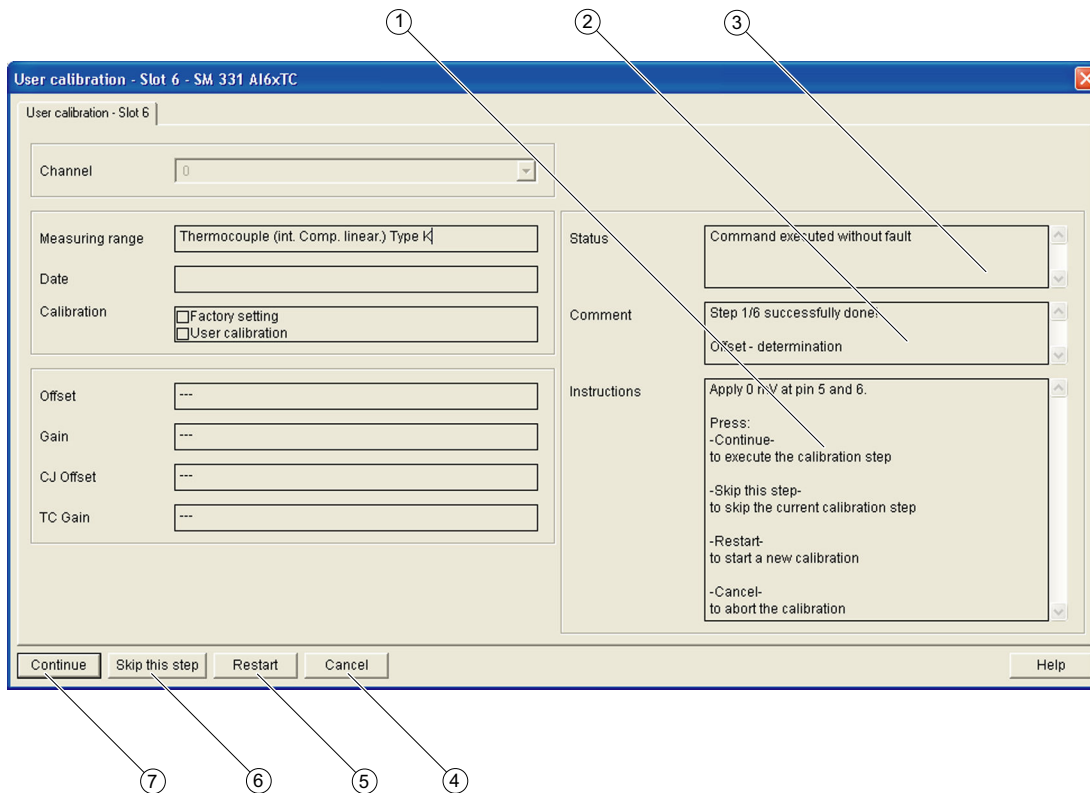 1 2 3
User calibration - Slot 6 - SM 331 AI6xTC
User calibration - Slot 6
Channel
0
Measuring range
Thermocouple (int. Comp. linear.) Type K
Date
Calibration
Factory setting
User calibration
Offset
---
Gain
---
CJ Offset
---
TC Gain
---
Status
Command executed without fault
Comment
Step 1/6 successfully done!
Offset - determination
Instructions
Apply 0 mV at pin 5 and 6.
Press:
-Continue-
to execute the calibration step
-Skip this step-
to skip the current calibration step
-Restart-
to start a new calibration
-Cancel-
to abort the calibration
Continue Skip this step Restart Cancel Help
7 6 5 4